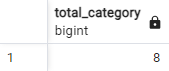 total_category
bigint
1 8